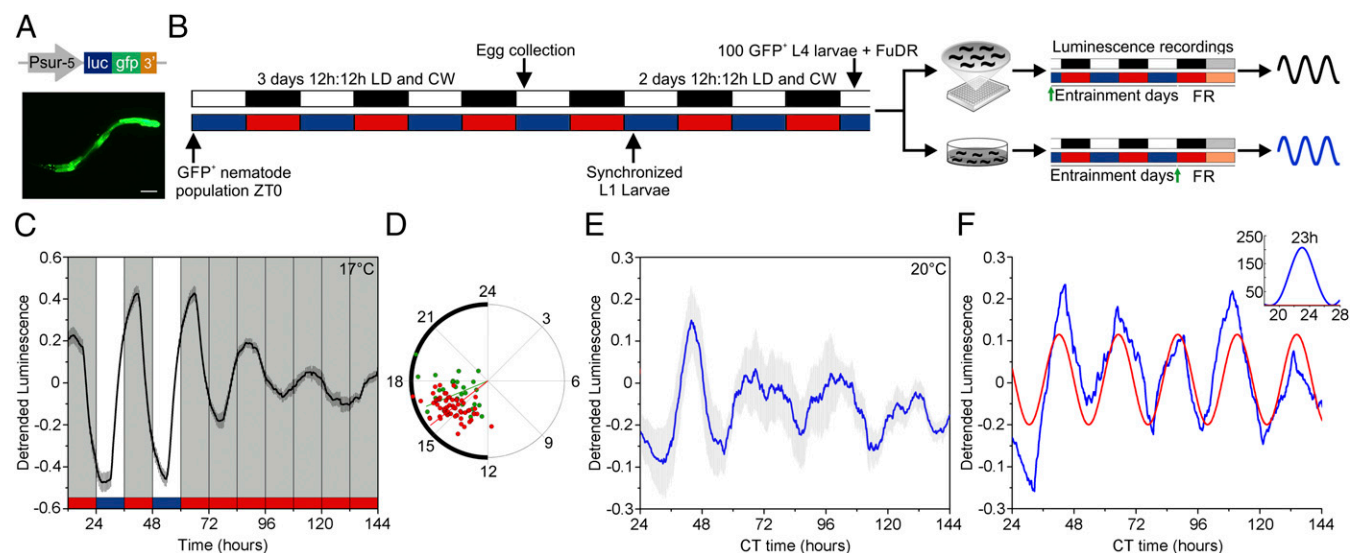 A
B
Psur-5
luc
gfp
3'
Egg collection
100 GFP⁺ L4 larvae + FuDR
3 days 12h:12h LD and CW
2 days 12h:12h LD and CW
GFP⁺ nematode
population ZT0
Synchronized
L1 Larvae
Luminescence recordings
Entrainment days
FR
Entrainment days
FR
C
Detrended Luminescence
0.6
0.4
0.2
0
-0.2
-0.4
-0.6
17°C
24
48
72
96
120
144
Time (hours)
D
24
3
6
9
12
15
18
21
E
Detrended Luminescence
0.3
0.2
0.1
0
-0.2
-0.1
-0.3
20°C
24
48
72
96
120
144
CT time (hours)
F
Detrended Luminescence
0.3
0.2
0.1
0
-0.2
-0.1
-0.3
24
48
72
96
120
144
CT time (hours)
23h
250
150
50
20
24
28